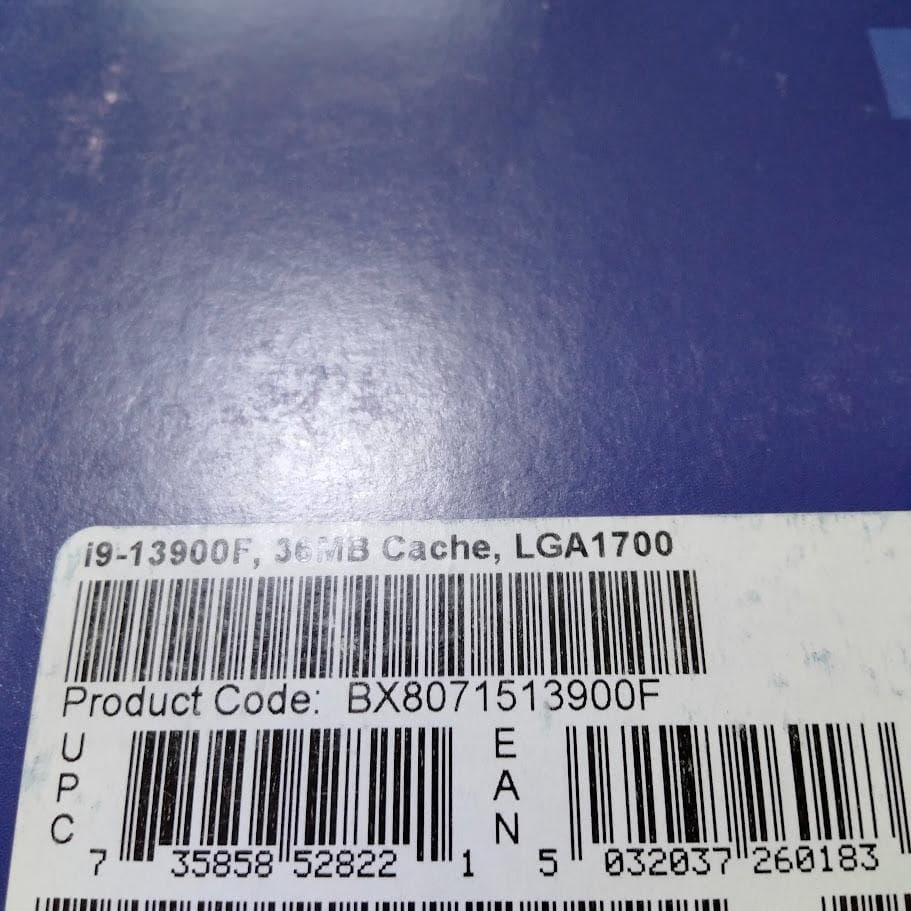 i9-13900F, 36MB Cache, LGA1700
Product Code: BX8071513900F
UPC
7 35858 52822 1
EAN
5 032037 260183